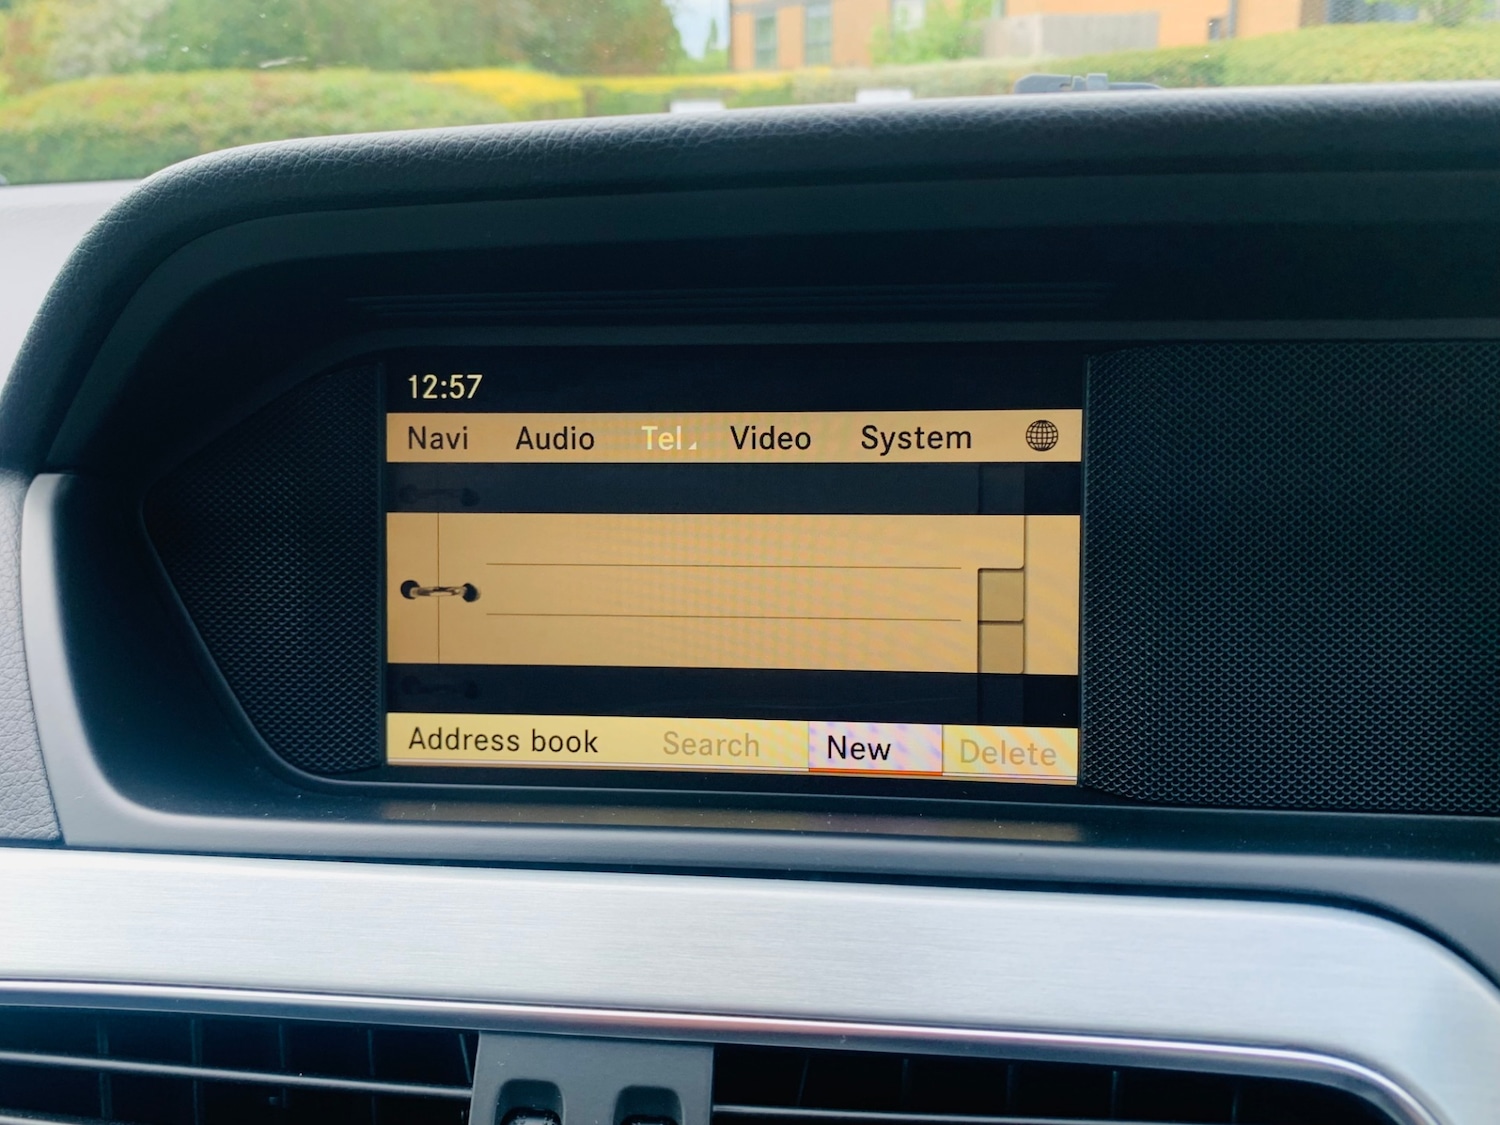 12:57
Navi Audio Tel Video System
Address book Search New Delete